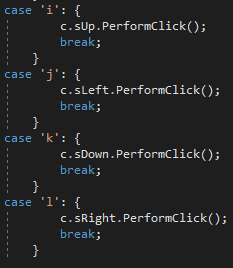 case 'i': {
c.sUp.PerformClick();
break;
}
case 'j': {
c.sLeft.PerformClick();
break;
}
case 'k': {
c.sDown.PerformClick();
break;
}
case 'l': {
c.sRight.PerformClick();
break;
}